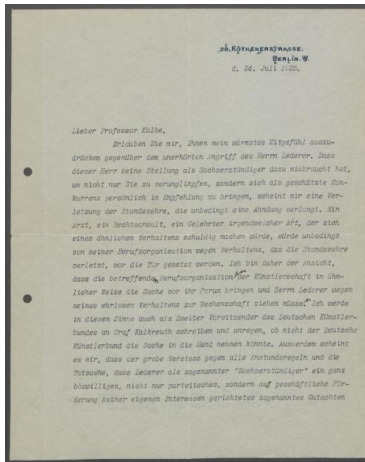 28. KÖTHENERSTRASSE.
BERLIN. W.
d. 26. Juli 1925.
Lieber Professor Kolbe,
Erlauben Sie mir, Ihnen mein wärmstes Mitgefühl auszu-
drücken gegenüber dem unerhörten Angriff des Herrn Lederer. Dass
dieser Herr seine Stellung als Sachverständiger dazu missbraucht hat,
um nicht nur Sie zu verunglimpfen, sondern sich als geschätzte Kon-
kurrenz persönlich in Empfehlung zu bringen, scheint mir eine Ver-
letzung der Standesehre, die unbedingt eine Ahndung verlangt. Ein
Arzt, ein Rechtsanwalt, ein Gelehrter irgendwelcher Art, der sich
eines ähnlichen Verhaltens schuldig machen würde, würde unbedingt
von seiner Berufsorganisation wegen Verhaltens, das die Standesehre
verletzt, vor die Tür gesetzt werden. Ich bin daher der Ansicht,
dass die betreffende Berufsorganisation der Künstlerschaft in ähn-
licher Weise die Sache vor ihr Forum bringen und Herrn Lederer wegen
seines ehrlosen Verhaltens zur Rechenschaft ziehen müsse. Ich werde
in diesem Sinne auch als Zweiter Vorsitzender des Deutschen Künstler-
bundes an Graf Kalkreuth schreiben und anregen, ob nicht der Deutsche
Künstlerbund die Sache in die Hand nehmen könnte. Ausserdem scheint
es mir, dass der grobe Verstoss gegen alle Anstandsregeln und die
Tatsache, dass Lederer als sogenannter "Sachverständiger" ein ganz
böswilliges, nicht nur parteiisches, sondern auf geschäftliche För-
derung seiner eigenen Interessen gerichtetes sogenanntes Gutachten